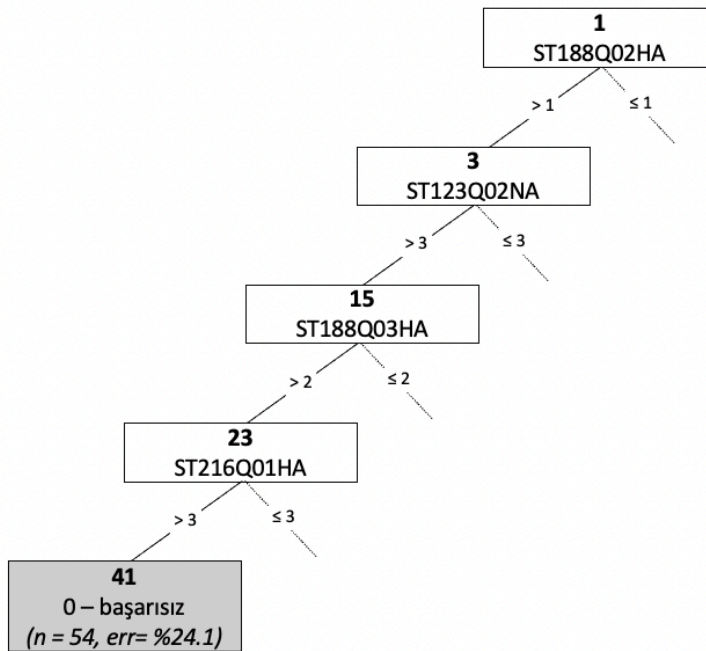 1
ST188Q02HA
> 1
≤ 1
3
ST123Q02NA
> 3
≤ 3
15
ST188Q03HA
> 2
≤ 2
23
ST216Q01HA
> 3
≤ 3
41
0 – başarısız
(n = 54, err= %24.1)